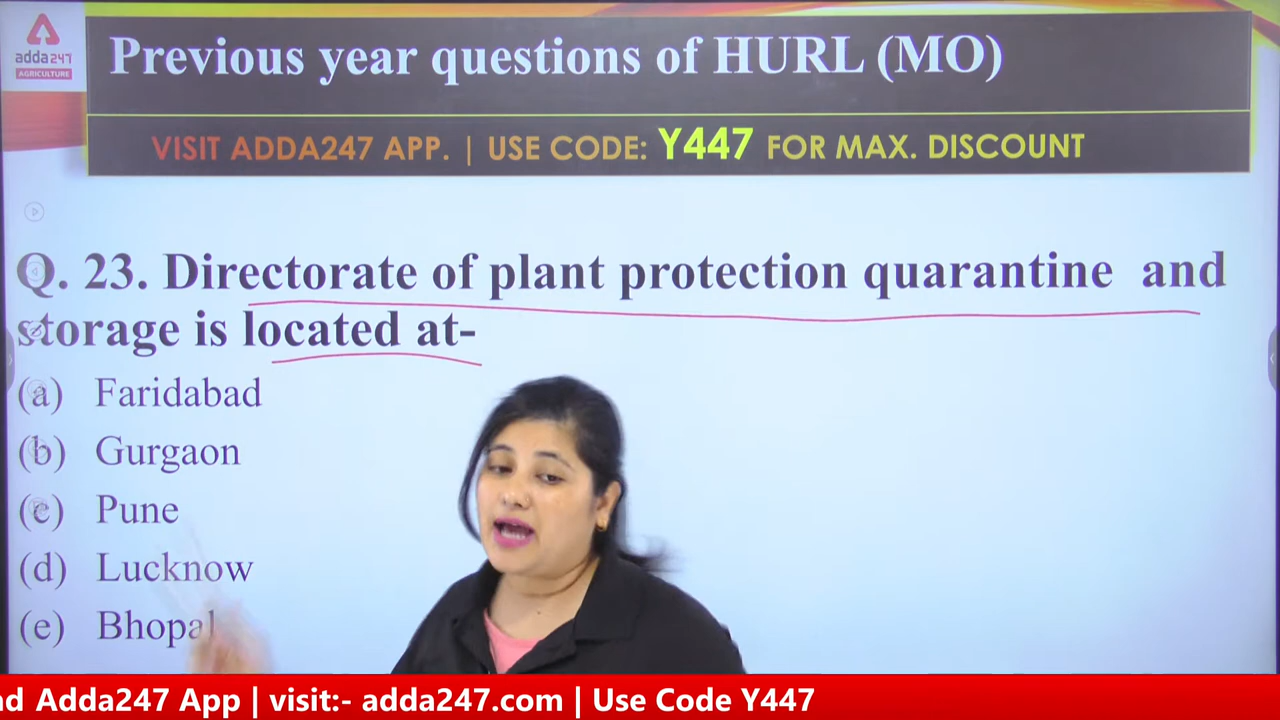 adda247
AGRICULTURE
Previous year questions of HURL (MO)
VISIT ADDA247 APP. | USE CODE: Y447 FOR MAX. DISCOUNT
Q. 23. Directorate of plant protection quarantine and
storage is located at-
(a) Faridabad
(b) Gurgaon
(c) Pune
(d) Lucknow
(e) Bhopal
Adda247 App | visit:- adda247.com | Use Code Y447